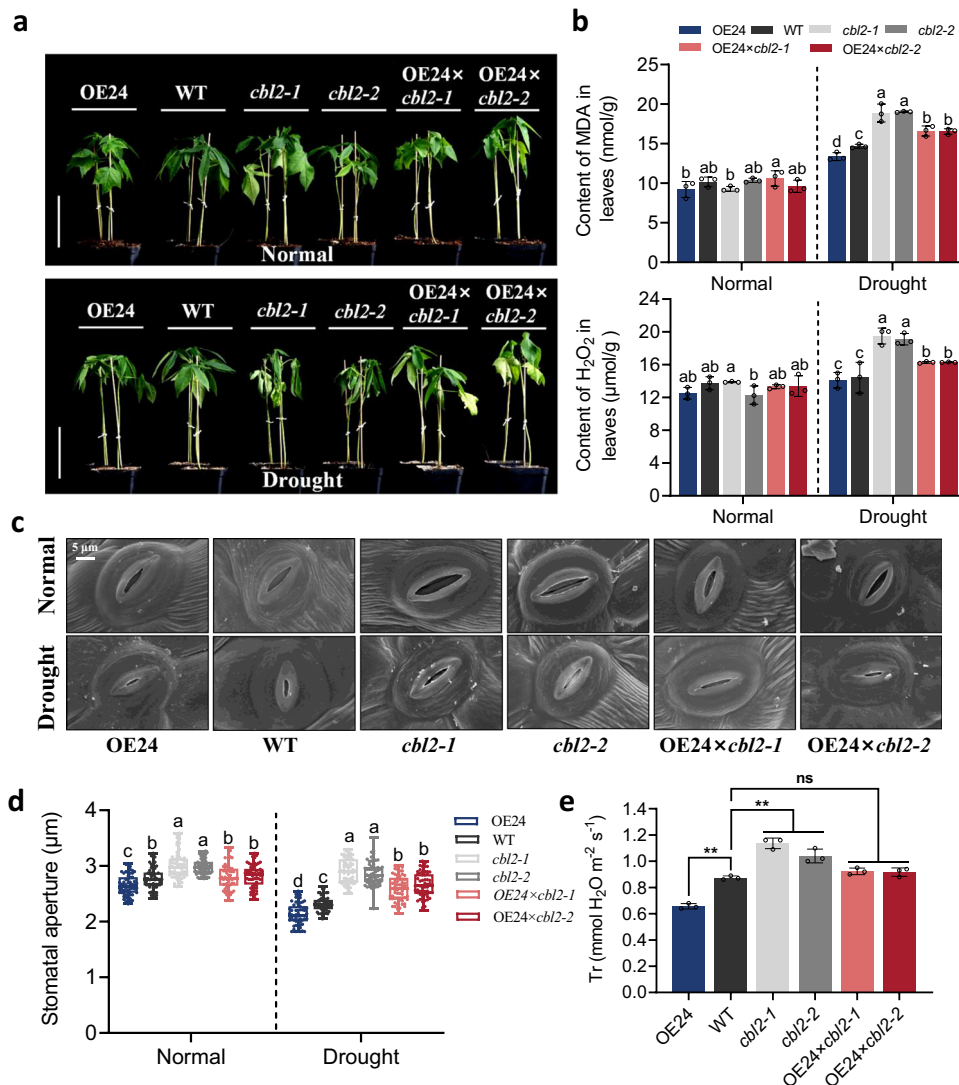 a
OE24 WT cbl2-1 cbl2-2 OE24× OE24×
cbl2-1 cbl2-2
Normal
OE24 WT cbl2-1 cbl2-2 OE24× OE24×
cbl2-1 cbl2-2
Drought
b
OE24 WT cbl2-1 cbl2-2
OE24×cbl2-1 OE24×cbl2-2
Content of MDA in
leaves (nmol/g)
25
20
15
10
5
0
b ab b ab a ab
d c a a b b
Normal Drought
Content of H₂O₂ in
leaves (μmol/g)
24
20
16
12
8
4
0
ab ab a b ab ab
c c a a b b
Normal Drought
c
5 μm
Normal
Drought
OE24 WT cbl2-1 cbl2-2 OE24×cbl2-1 OE24×cbl2-2
d
Stomatal aperture (μm)
4
3
2
1
0
c b a a b b
d c a a b b
Normal Drought
OE24
WT
cbl2-1
cbl2-2
OE24×cbl2-1
OE24×cbl2-2
e
Tr (mmol H₂O m⁻² s⁻¹)
1.4
1.2
1.0
0.8
0.6
0.4
0.2
0.0
ns
**
**
OE24 WT cbl2-1 cbl2-2 OE24×cbl2-1 OE24×cbl2-2